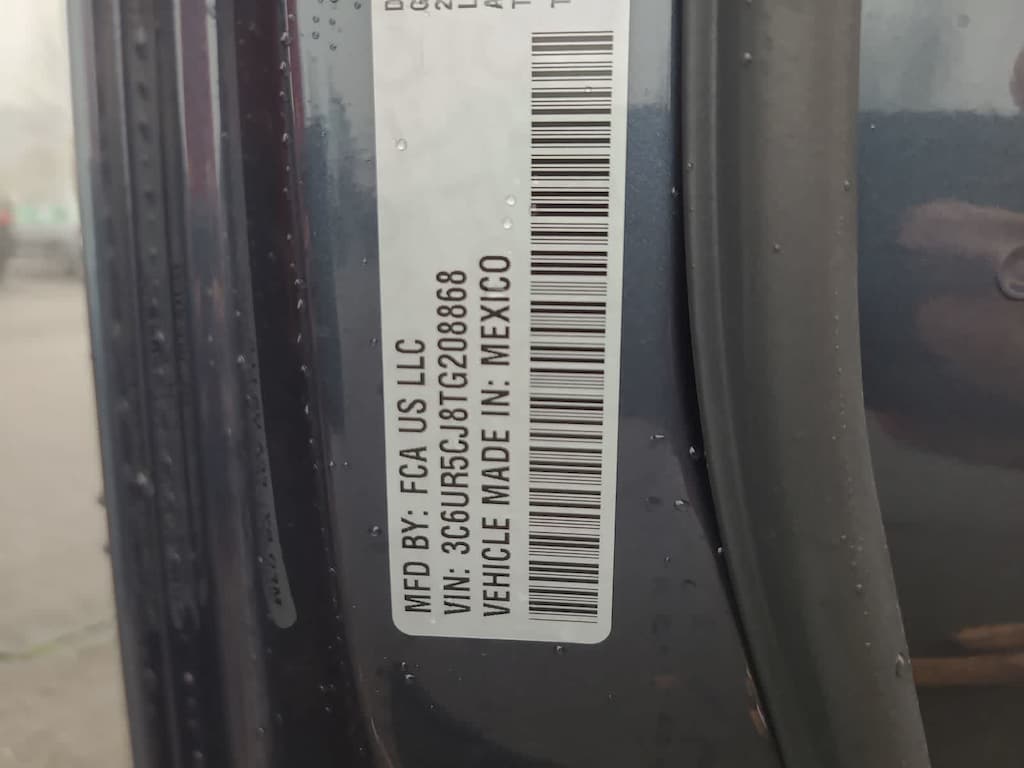 MFD BY: FCA US LLC
VIN: 3C6UR5CJ8TG208868
VEHICLE MADE IN: MEXICO